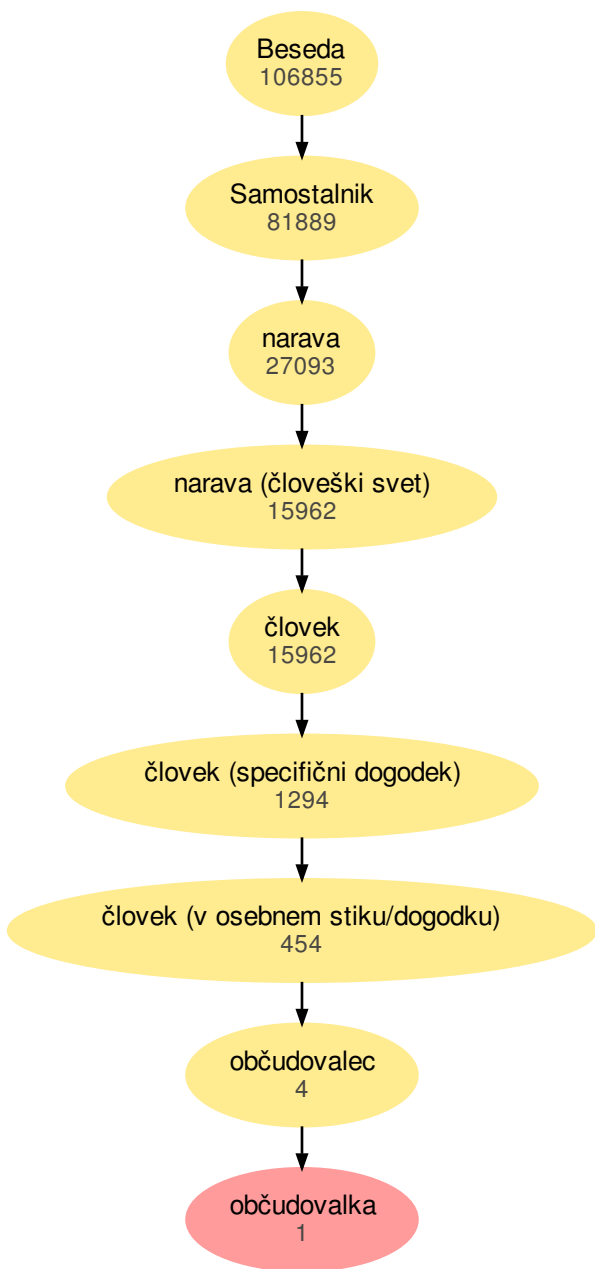 Beseda
106855
Samostalnik
81889
narava
27093
narava (človeški svet)
15962
človek
15962
človek (specifični dogodek)
1294
človek (v osebnem stiku/dogodku)
454
občudovalec
4
občudovalka
1